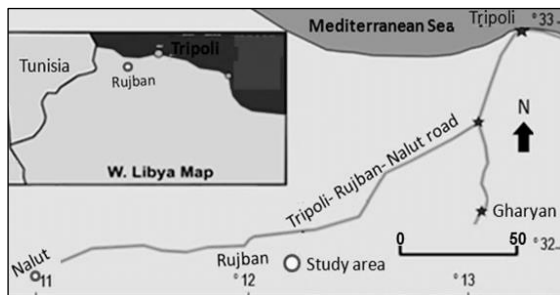 Mediterranean Sea
Tripoli
°33
Tunisia
Tripoli
Rujban
W. Libya Map
N
Tripoli- Rujban- Nalut road
Gharyan
0 50
°32
Nalut
Rujban
Study area
°11
°12
°13